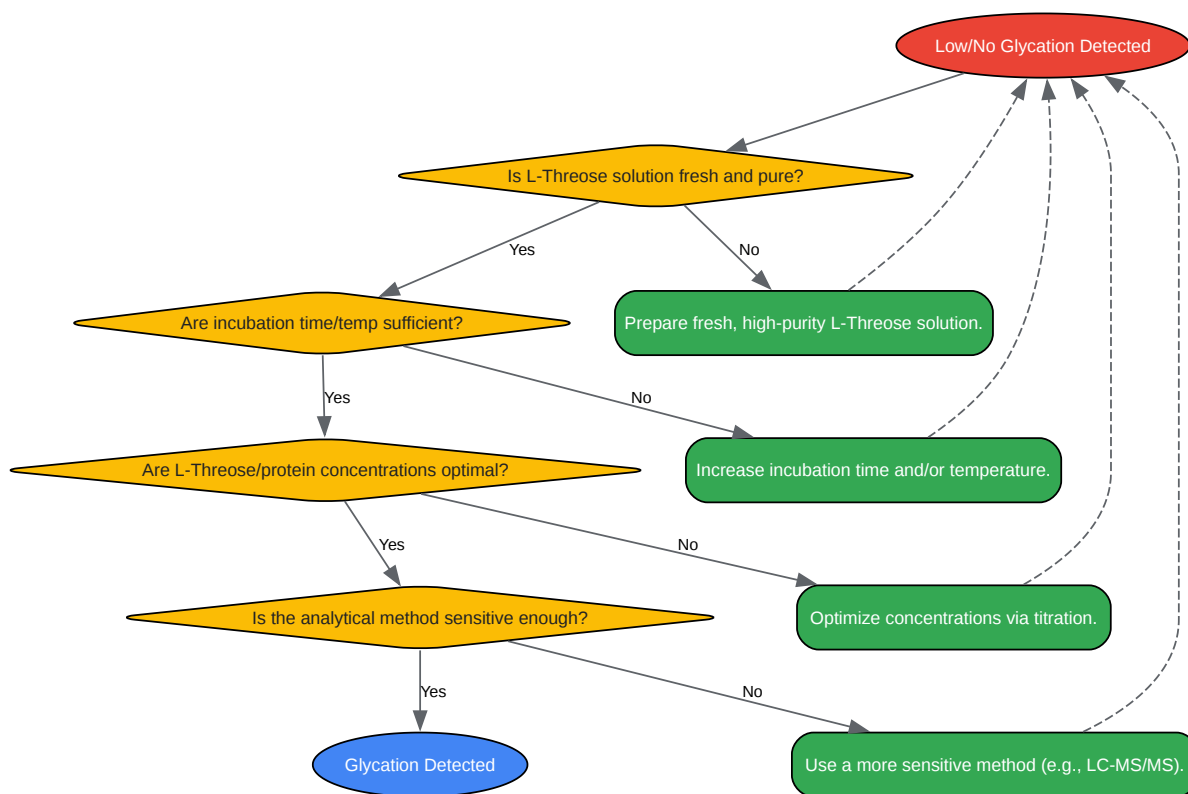 Low/No Glycation Detected
Is L-Threose solution fresh and pure?
Yes
No
Are incubation time/temp sufficient?
Prepare fresh, high-purity L-Threose solution.
Yes
No
Are L-Threose/protein concentrations optimal?
Increase incubation time and/or temperature.
Yes
No
Is the analytical method sensitive enough?
Optimize concentrations via titration.
Yes
No
Glycation Detected
Use a more sensitive method (e.g., LC-MS/MS).